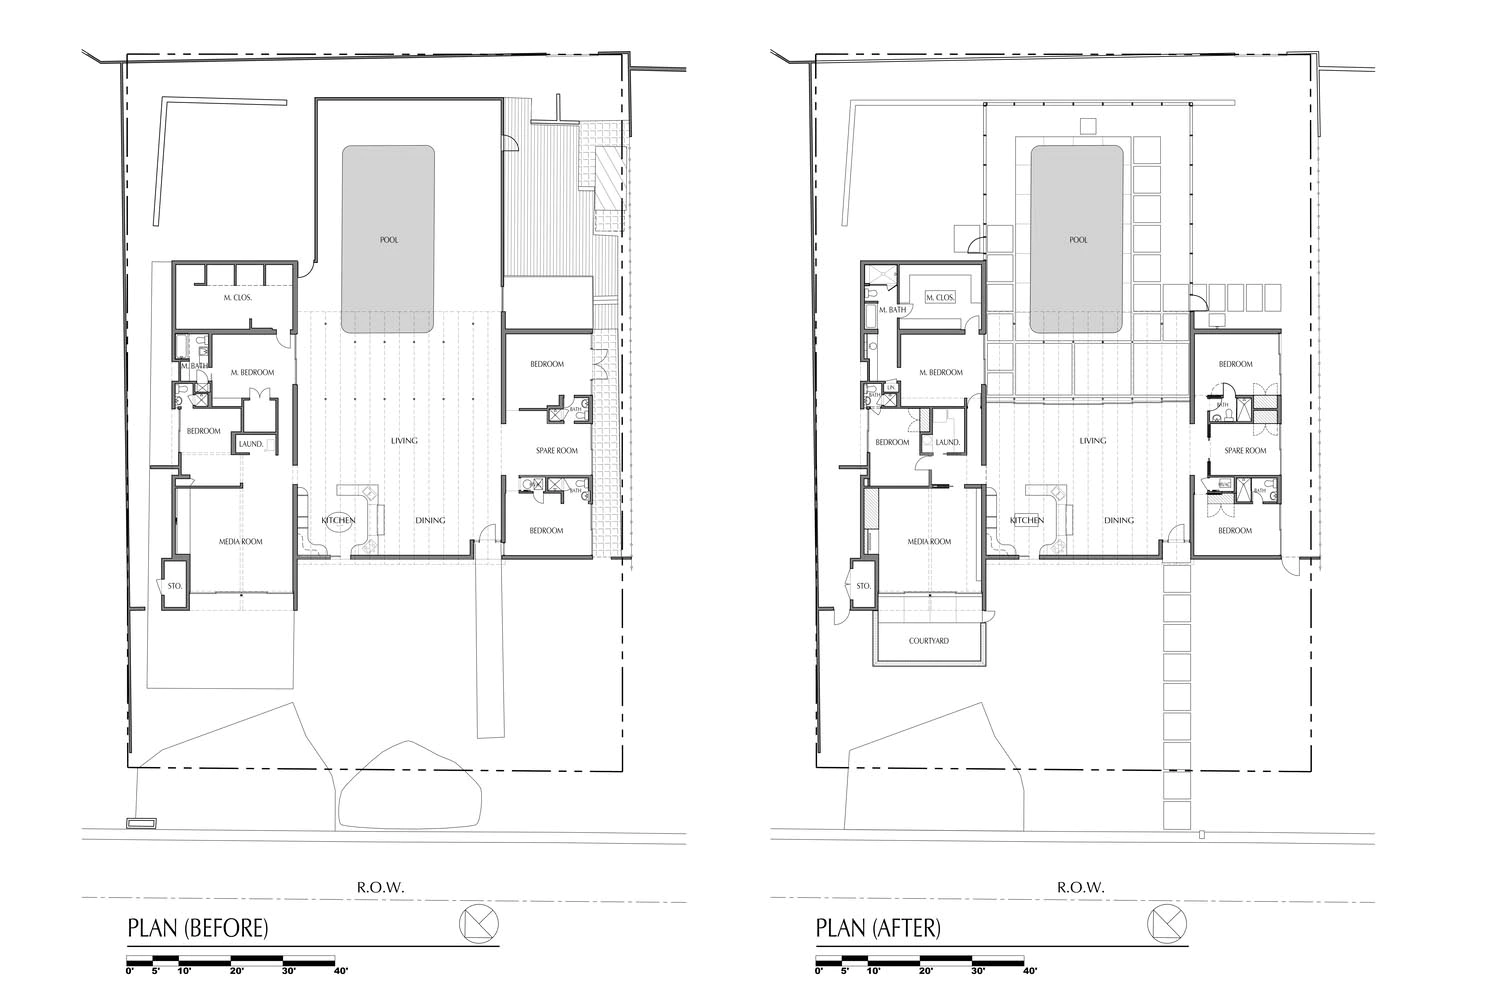 POOL
M. CLOS.
M. BATH
M. BEDROOM
BEDROOM
BATH
BEDROOM
LAUND.
LIVING
SPARE ROOM
BATH
KITCHEN
DINING
BEDROOM
MEDIA ROOM
STO.
R.O.W.
PLAN (BEFORE)
0' 5' 10' 20' 30' 40'
POOL
M. CLOS.
M. BATH
M. BEDROOM
BEDROOM
LIN.
BATH
BATH
BEDROOM
LAUND.
LIVING
SPARE ROOM
BATH
KITCHEN
DINING
BEDROOM
MEDIA ROOM
STO.
COURTYARD
R.O.W.
PLAN (AFTER)
0' 5' 10' 20' 30' 40'